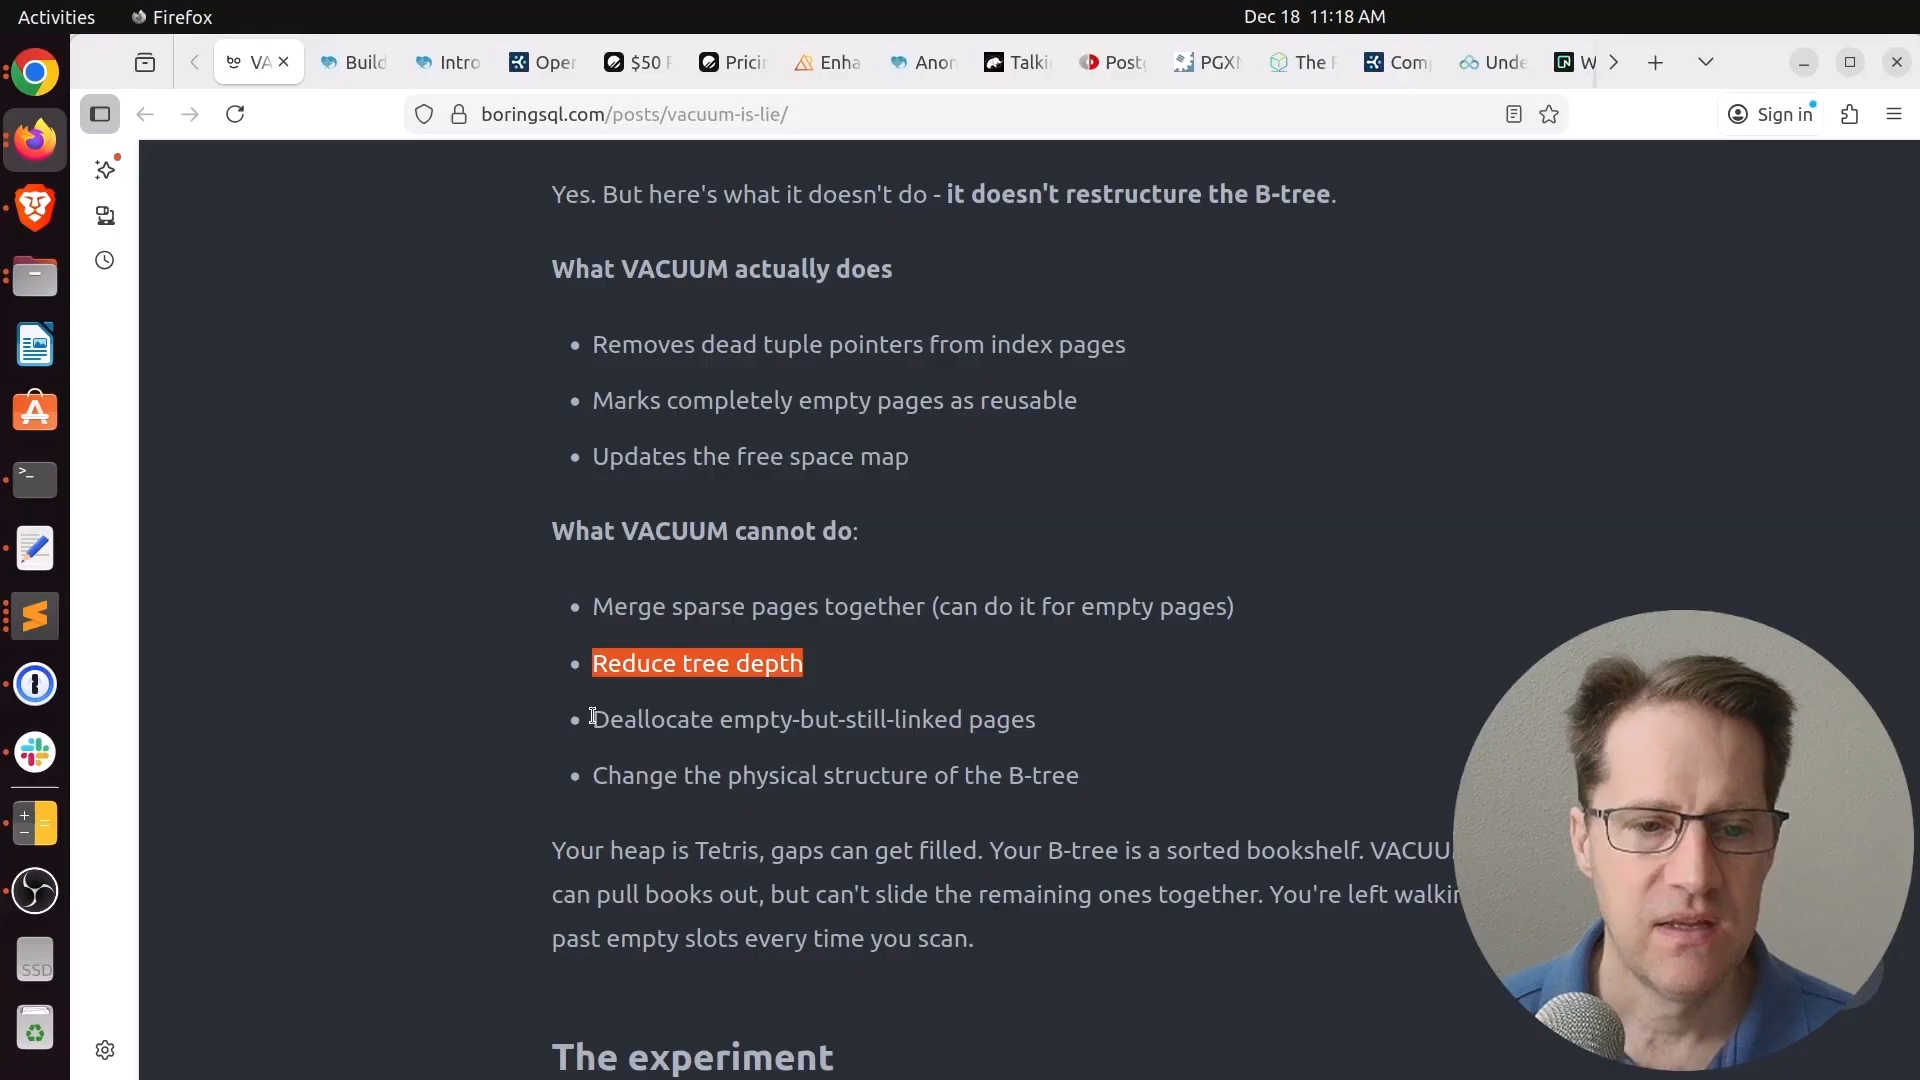 Activities
Firefox
Dec 18 11:18 AM
VA
Build
Intro
Oper
$50
Pricin
Enha
Anon
Talki
Postg
PGXN
The
Com
Unde
W
boringsql.com/posts/vacuum-is-lie/
Sign in
Yes. But here's what it doesn't do - it doesn't restructure the B-tree.
What VACUUM actually does
• Removes dead tuple pointers from index pages
• Marks completely empty pages as reusable
• Updates the free space map
What VACUUM cannot do:
• Merge sparse pages together (can do it for empty pages)
• Reduce tree depth
• Deallocate empty-but-still-linked pages
• Change the physical structure of the B-tree
Your heap is Tetris, gaps can get filled. Your B-tree is a sorted bookshelf. VACUU
can pull books out, but can't slide the remaining ones together. You're left walki
past empty slots every time you scan.
The experiment
SSD